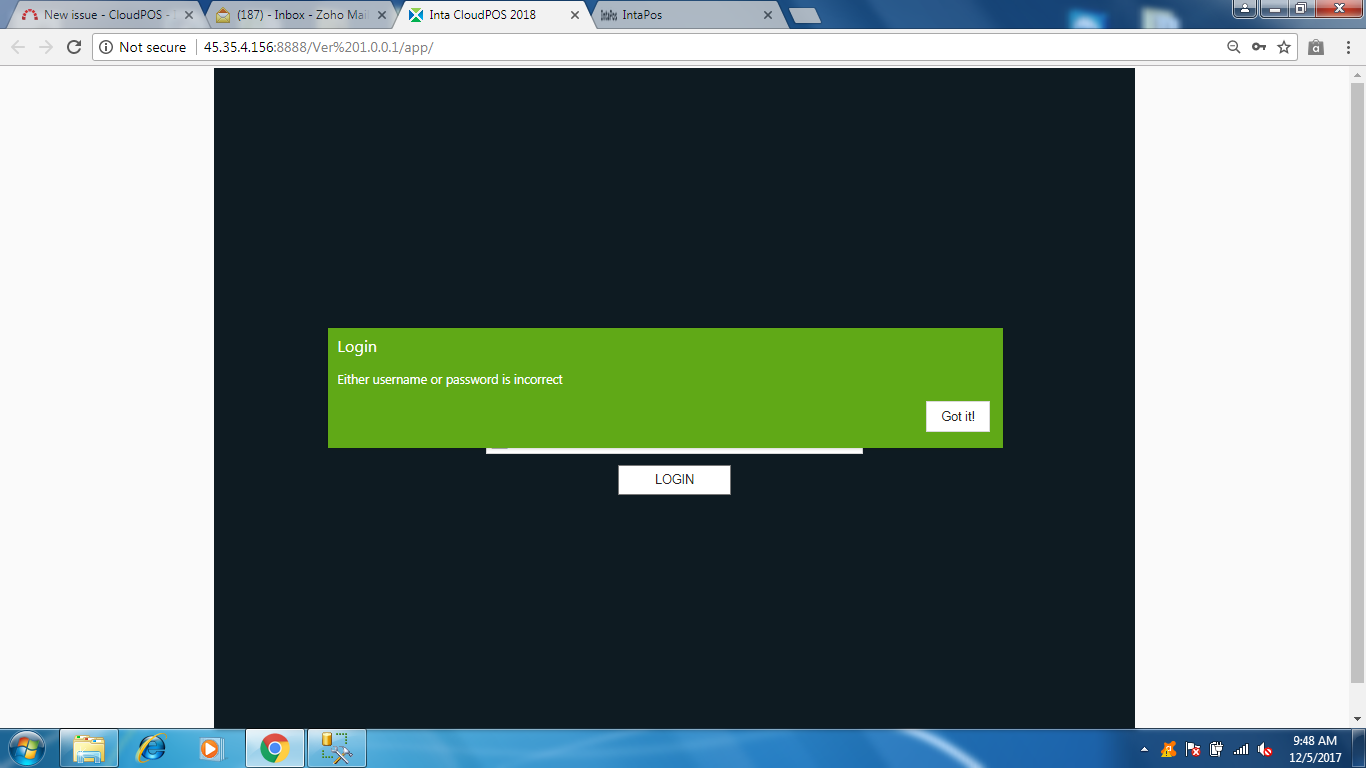 New issue - CloudPOS -
(187) - Inbox - Zoho Mai
Inta CloudPOS 2018
IntaPos
Not secure
45.35.4.156:8888/Ver%201.0.0.1/app/
Login
Either username or password is incorrect
Got it!
LOGIN
9:48 AM
12/5/2017